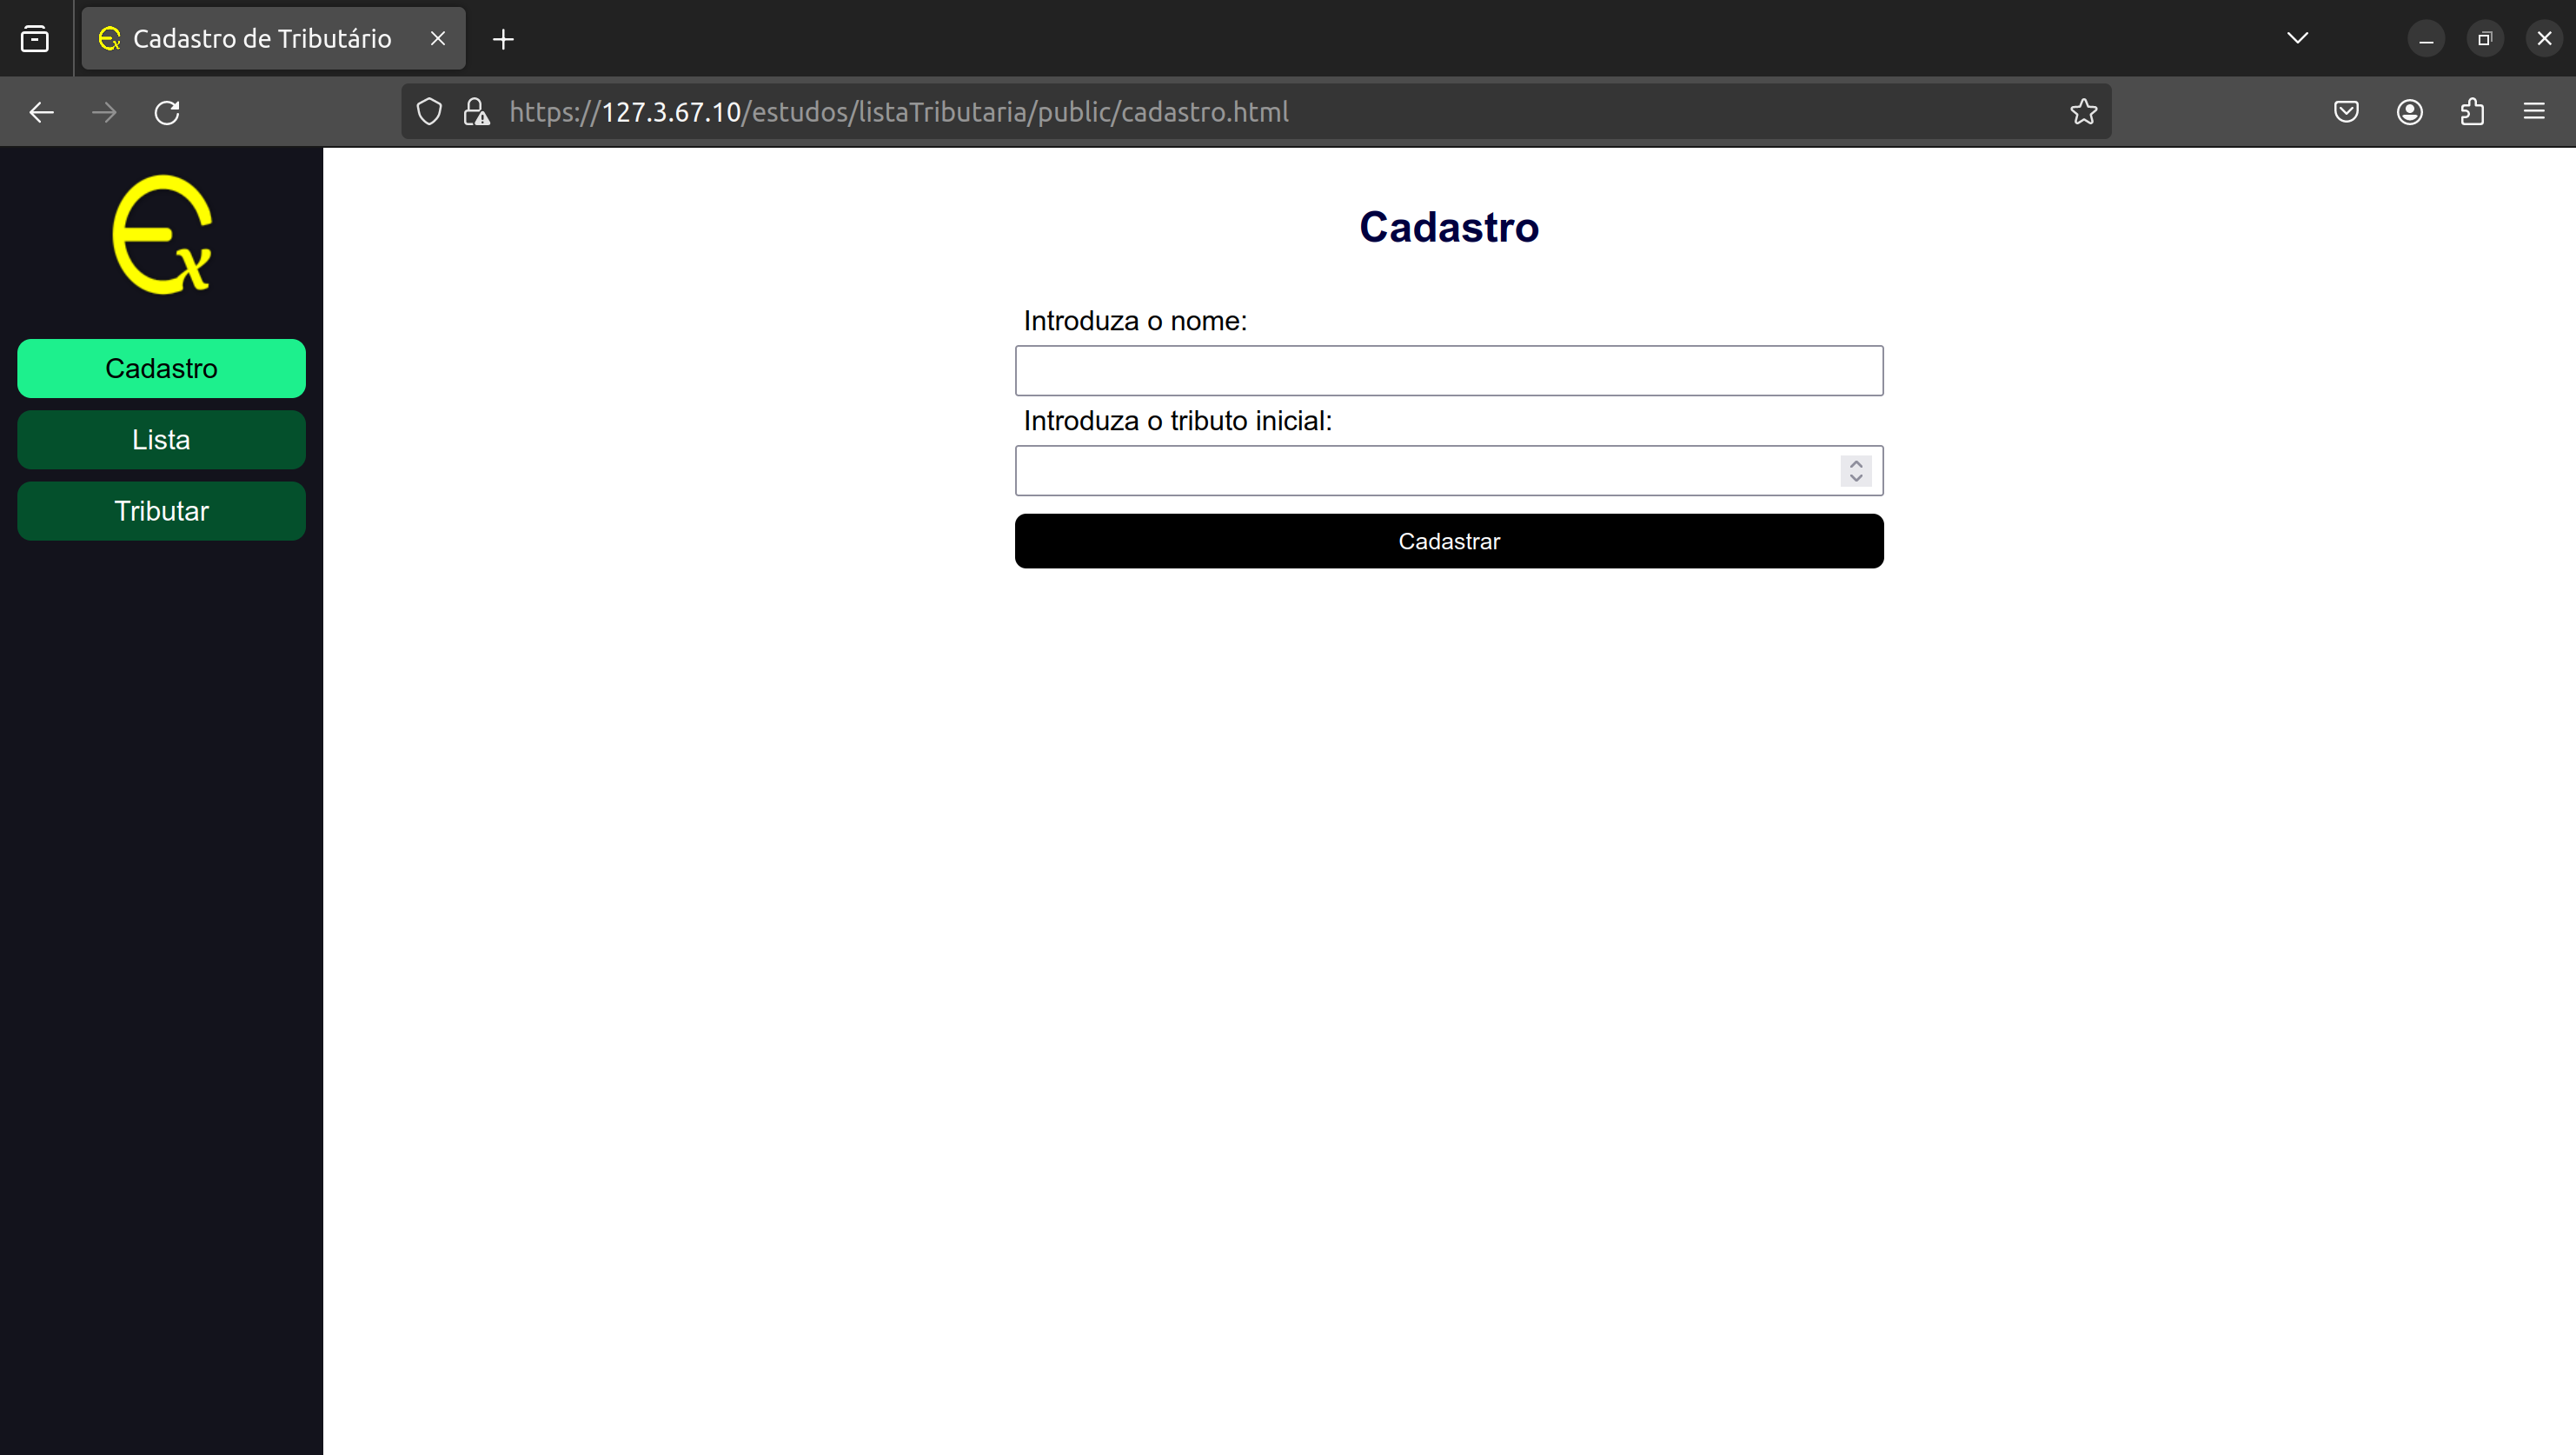 Cadastro de Tributário
https://127.3.67.10/estudos/listaTributaria/public/cadastro.html
Ex
Cadastro
Lista
Tributar
Cadastro
Introduza o nome:
Introduza o tributo inicial:
Cadastrar